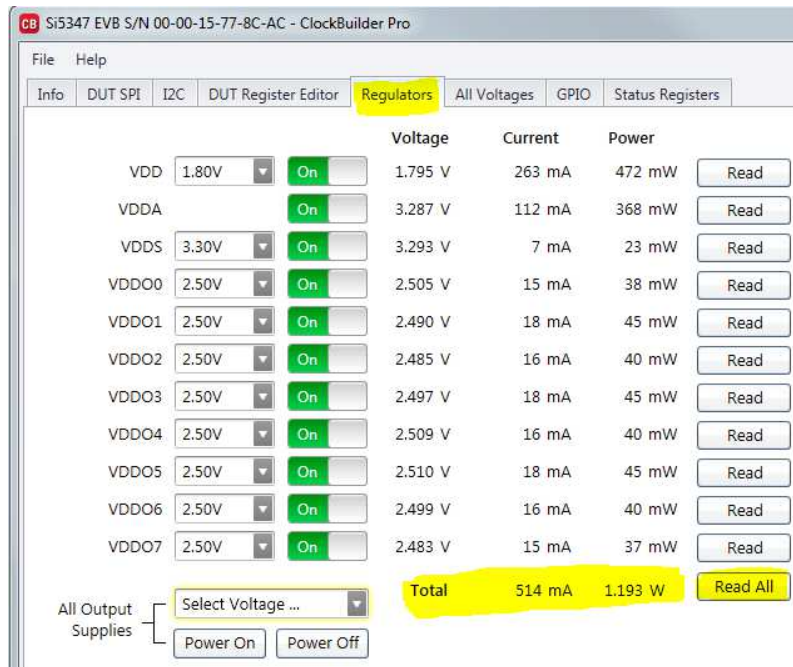 CB Si5347 EVB S/N 00-00-15-77-8C-AC - ClockBuilder Pro
File Help
Info DUT SPI I2C DUT Register Editor Regulators All Voltages GPIO Status Registers
Voltage Current Power
VDD 1.80V On 1.795 V 263 mA 472 mW Read
VDDA On 3.287 V 112 mA 368 mW Read
VDDS 3.30V On 3.293 V 7 mA 23 mW Read
VDDO0 2.50V On 2.505 V 15 mA 38 mW Read
VDDO1 2.50V On 2.490 V 18 mA 45 mW Read
VDDO2 2.50V On 2.485 V 16 mA 40 mW Read
VDDO3 2.50V On 2.497 V 18 mA 45 mW Read
VDDO4 2.50V On 2.509 V 16 mA 40 mW Read
VDDO5 2.50V On 2.510 V 18 mA 45 mW Read
VDDO6 2.50V On 2.499 V 16 mA 40 mW Read
VDDO7 2.50V On 2.483 V 15 mA 37 mW Read
Total 514 mA 1.193 W Read All
All Output Supplies
Select Voltage ...
Power On Power Off